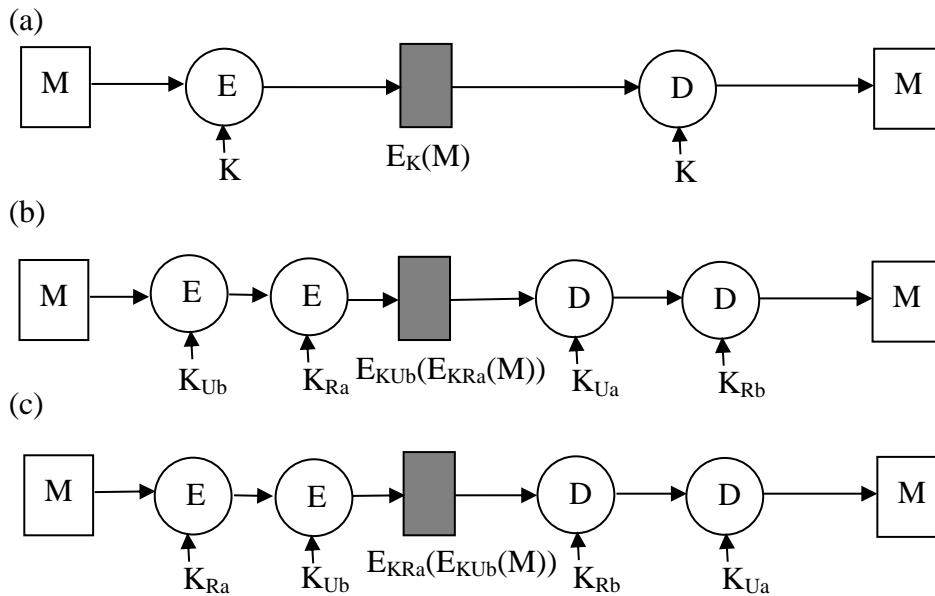 (a)
M E D M
K E_K(M) K
(b)
M E E D D M
K_Ub K_Ra E_KUb(E_KRa(M)) K_Ua K_Rb
(c)
M E E D D M
K_Ra K_Ub E_KRa(E_KUb(M)) K_Rb K_Ua